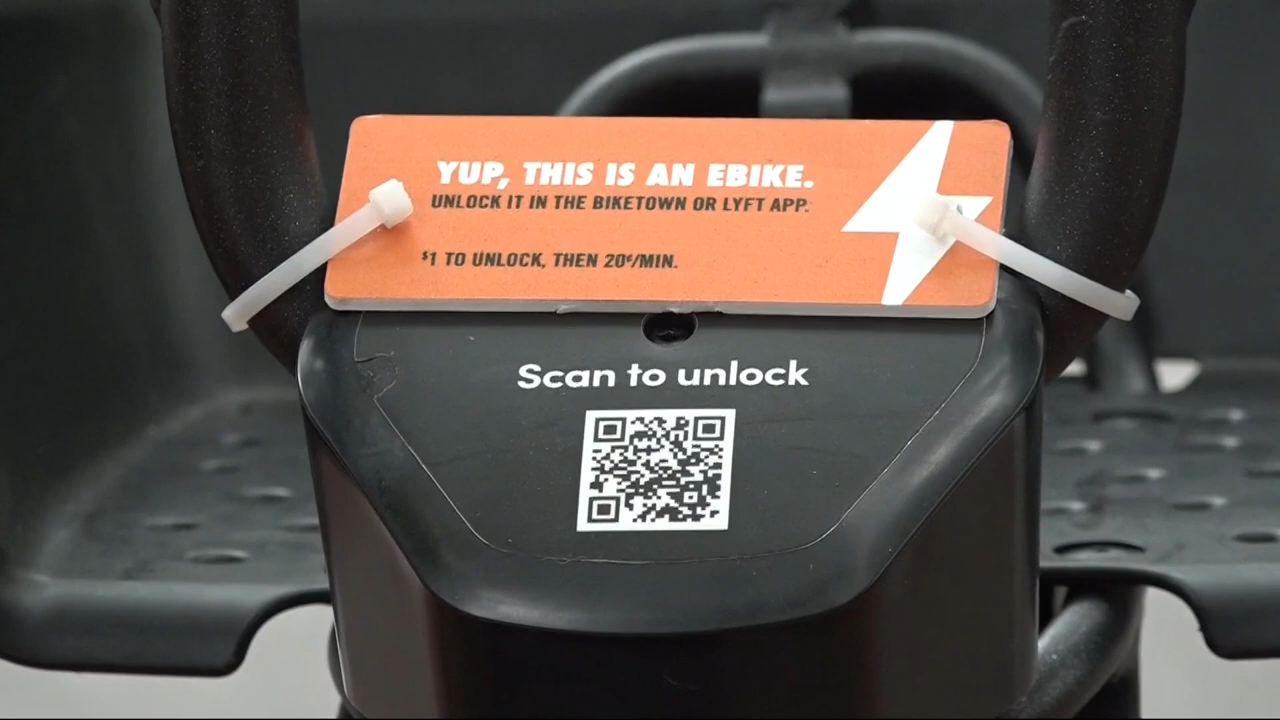 YUP, THIS IS AN EBIKE.
UNLOCK IT IN THE BIKETOWN OR LYFT APP.
$1 TO UNLOCK, THEN 20¢/MIN.
Scan to unlock